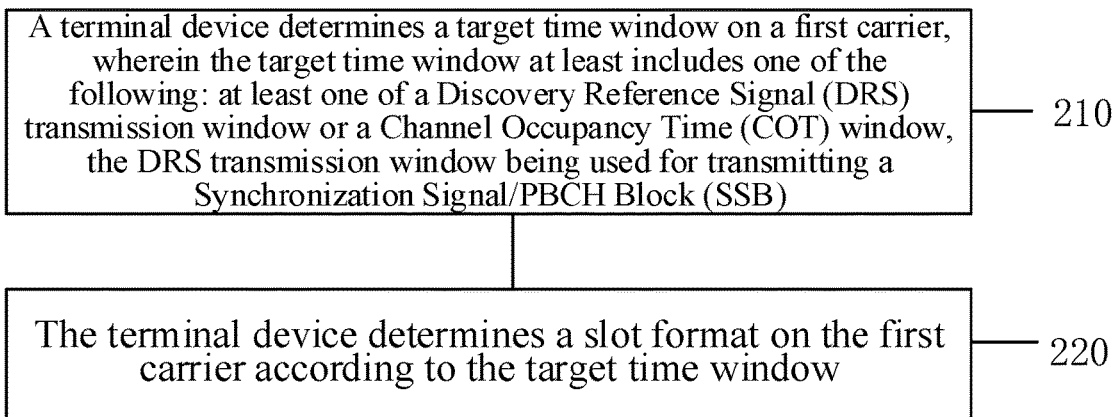 A terminal device determines a target time window on a first carrier,
wherein the target time window at least includes one of the
following: at least one of a Discovery Reference Signal (DRS)
transmission window or a Channel Occupancy Time (COT) window,
the DRS transmission window being used for transmitting a
Synchronization Signal/PBCH Block (SSB)
210
The terminal device determines a slot format on the first
carrier according to the target time window
220